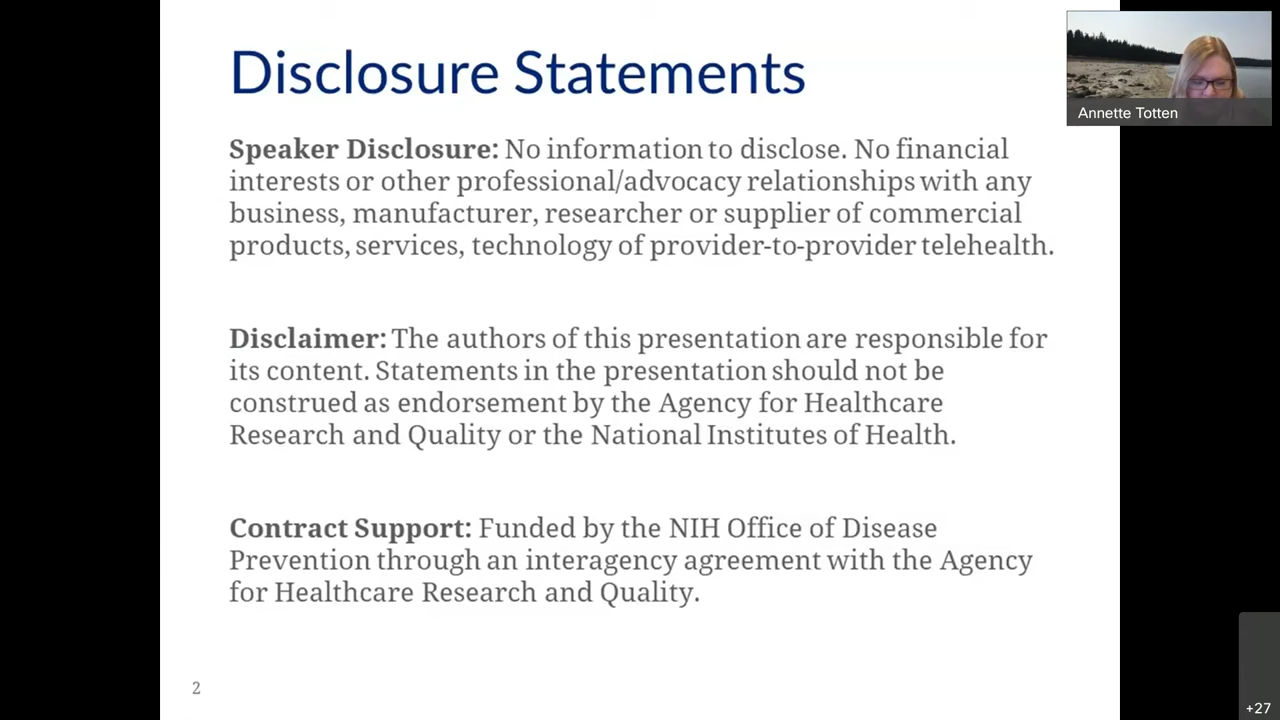 Disclosure Statements
Annette Totten
Speaker Disclosure: No information to disclose. No financial
interests or other professional/advocacy relationships with any
business, manufacturer, researcher or supplier of commercial
products, services, technology of provider-to-provider telehealth.
Disclaimer: The authors of this presentation are responsible for
its content. Statements in the presentation should not be
construed as endorsement by the Agency for Healthcare
Research and Quality or the National Institutes of Health.
Contract Support: Funded by the NIH Office of Disease
Prevention through an interagency agreement with the Agency
for Healthcare Research and Quality.
2
+27